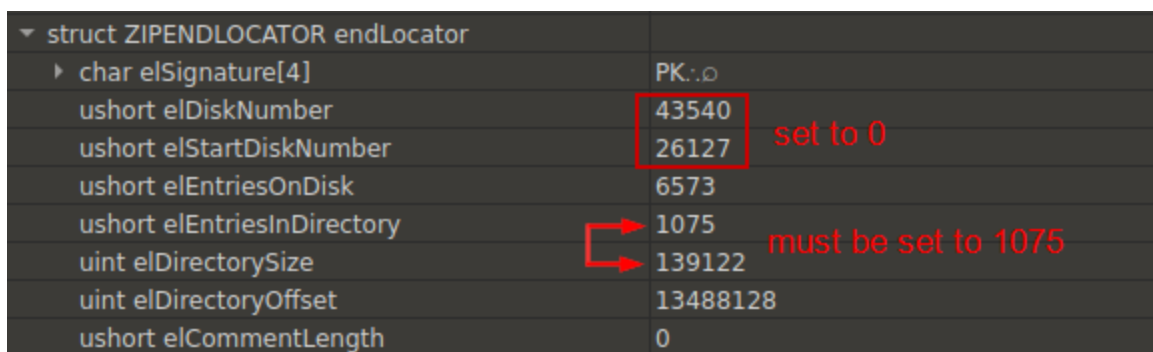 struct ZIPENDLOCATOR endLocator
char elSignature[4] PK
ushort elDiskNumber 43540
set to 0
ushort elStartDiskNumber 26127
ushort elEntriesOnDisk 6573
ushort elEntriesInDirectory 1075
must be set to 1075
uint elDirectorySize 139122
uint elDirectoryOffset 13488128
ushort elCommentLength 0